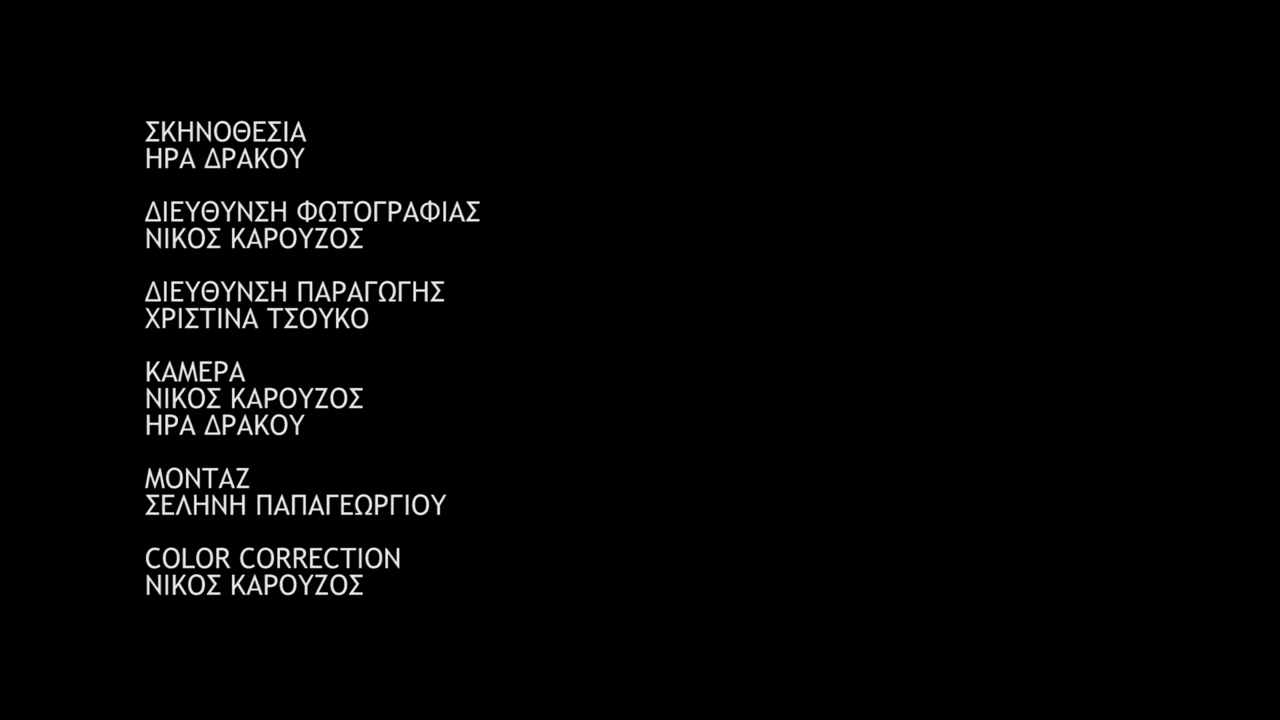 ΣΚΗΝΟΘΕΣΙΑ
ΗΡΑ ΔΡΑΚΟΥ
ΔΙΕΥΘΥΝΣΗ ΦΩΤΟΓΡΑΦΙΑΣ
ΝΙΚΟΣ ΚΑΡΟΥΖΟΣ
ΔΙΕΥΘΥΝΣΗ ΠΑΡΑΓΩΓΗΣ
ΧΡΙΣΤΙΝΑ ΤΣΟΥΚΟ
ΚΑΜΕΡΑ
ΝΙΚΟΣ ΚΑΡΟΥΖΟΣ
ΗΡΑ ΔΡΑΚΟΥ
ΜΟΝΤΑΖ
ΣΕΛΗΝΗ ΠΑΠΑΓΕΩΡΓΙΟΥ
COLOR CORRECTION
ΝΙΚΟΣ ΚΑΡΟΥΖΟΣ